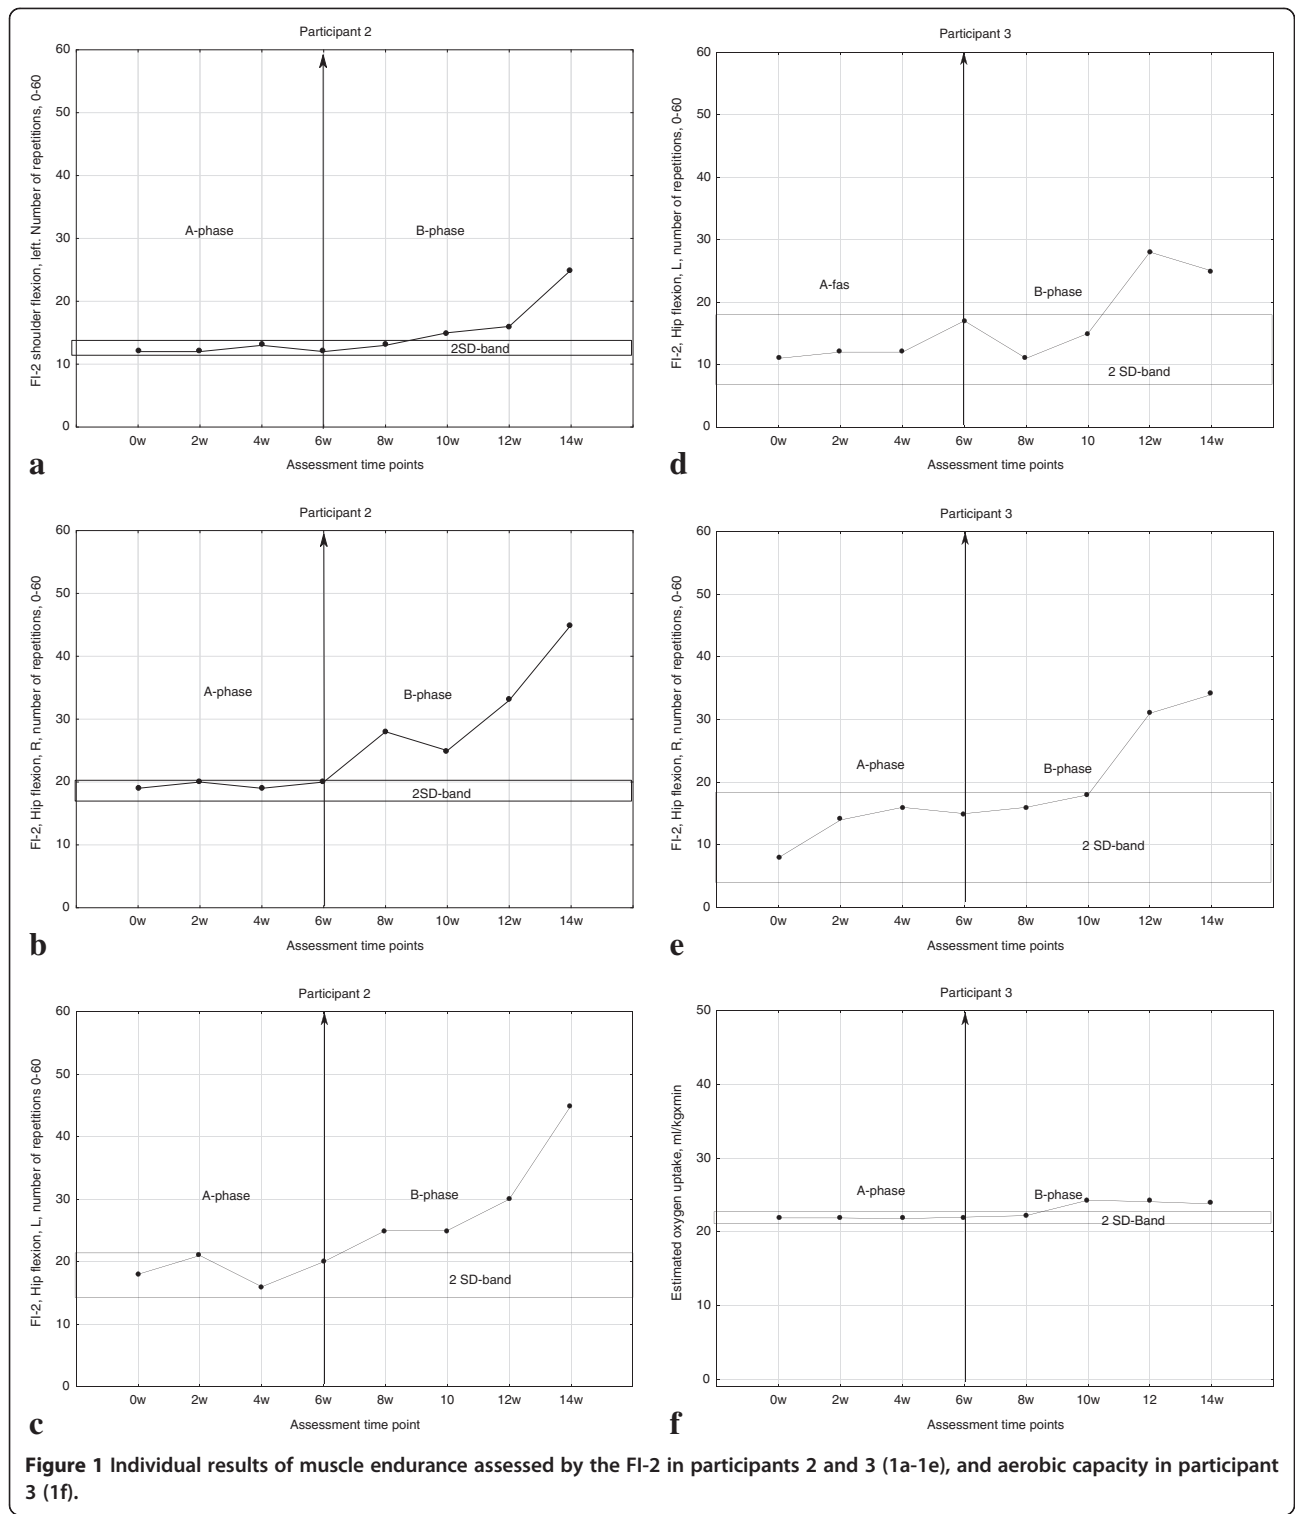 Participant 2
FI-2 shoulder flexion, left. Number of repetitions, 0-60
60
50
40
30
20
10
0
A-phase
B-phase
2SD-band
0w 2w 4w 6w 8w 10w 12w 14w
Assessment time points
a
Participant 3
FI-2, Hip flexion, L, number of repetitions, 0-60
60
50
40
30
20
10
0
A-fas
B-phase
2 SD-band
0w 2w 4w 6w 8w 10 12w 14w
Assessment time points
d
Participant 2
FI-2, Hip flexion, R, number of repetitions, 0-60
60
50
40
30
20
10
0
A-phase
B-phase
2SD-band
0w 2w 4w 6w 8w 10w 12w 14w
Assessment time points
b
Participant 3
FI-2, Hip flexion, R, number of repetitions, 0-60
60
50
40
30
20
10
0
A-phase
B-phase
2 SD-band
0w 2w 4w 6w 8w 10w 12w 14w
Assessment time points
e
Participant 2
FI-2, Hip flexion, L, number of repetitions 0-60
60
50
40
30
20
10
0
A-phase
B-phase
2 SD-band
0w 2w 4w 6w 8w 10 12w 14w
Assessment time point
c
Participant 3
Estimated oxygen uptake, ml/kgxmin
50
40
30
20
10
0
A-phase
B-phase
2 SD-Band
0w 2w 4w 6w 8w 10w 12 14w
Assessment time points
f
Figure 1 Individual results of muscle endurance assessed by the FI-2 in participants 2 and 3 (1a-1e), and aerobic capacity in participant
3 (1f).